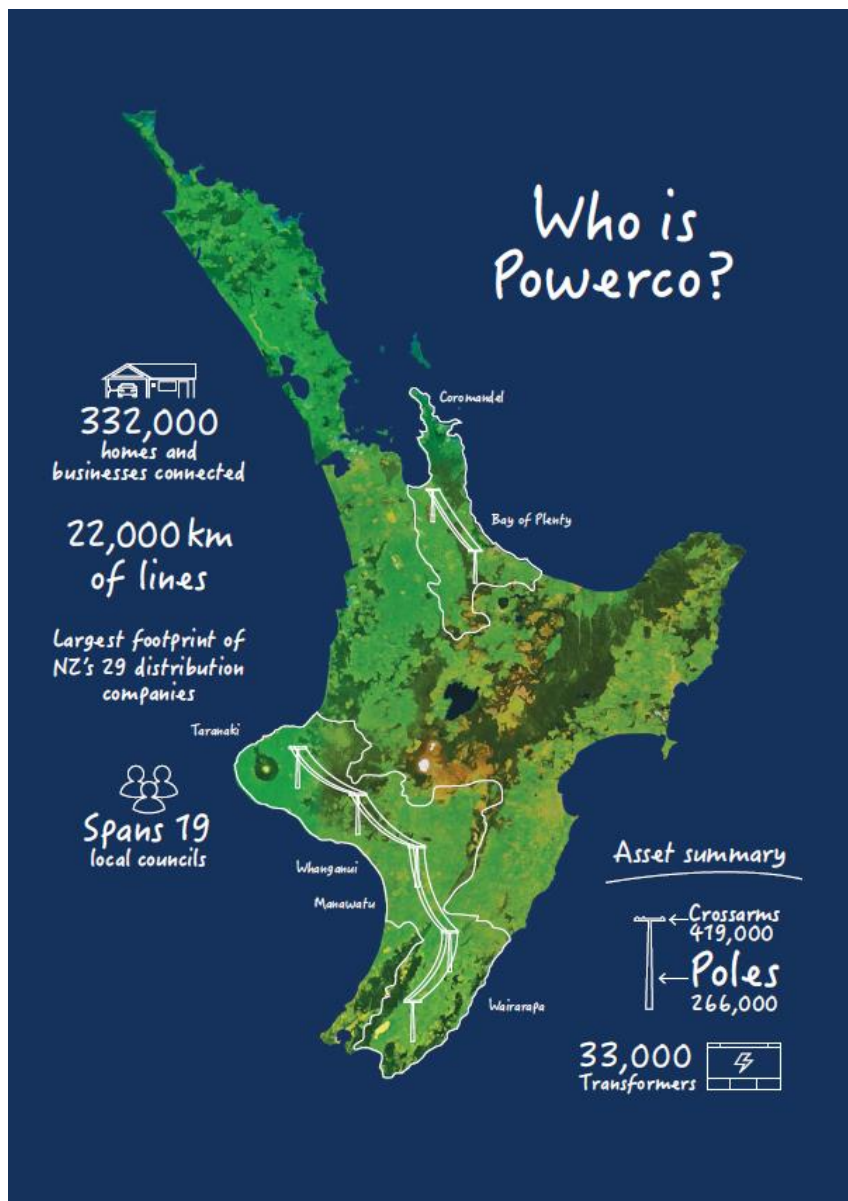 Who is
Powerco?
332,000
homes and
businesses connected
22,000 km
of lines
Largest footprint of
NZ's 29 distribution
companies
Spans 19
local councils
Coromandel
Bay of Plenty
Taranaki
Whanganui
Manawatu
Wairarapa
Asset summary
Crossarms
419,000
Poles
266,000
33,000
Transformers